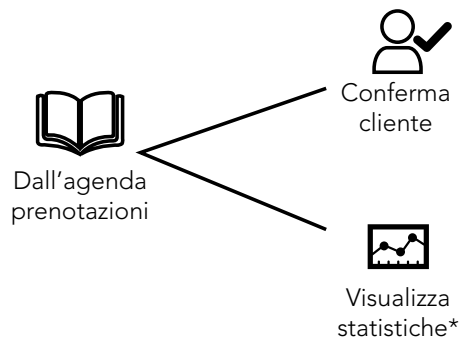 Conferma
cliente
Dall’agenda
prenotazioni
Visualizza
statistiche*